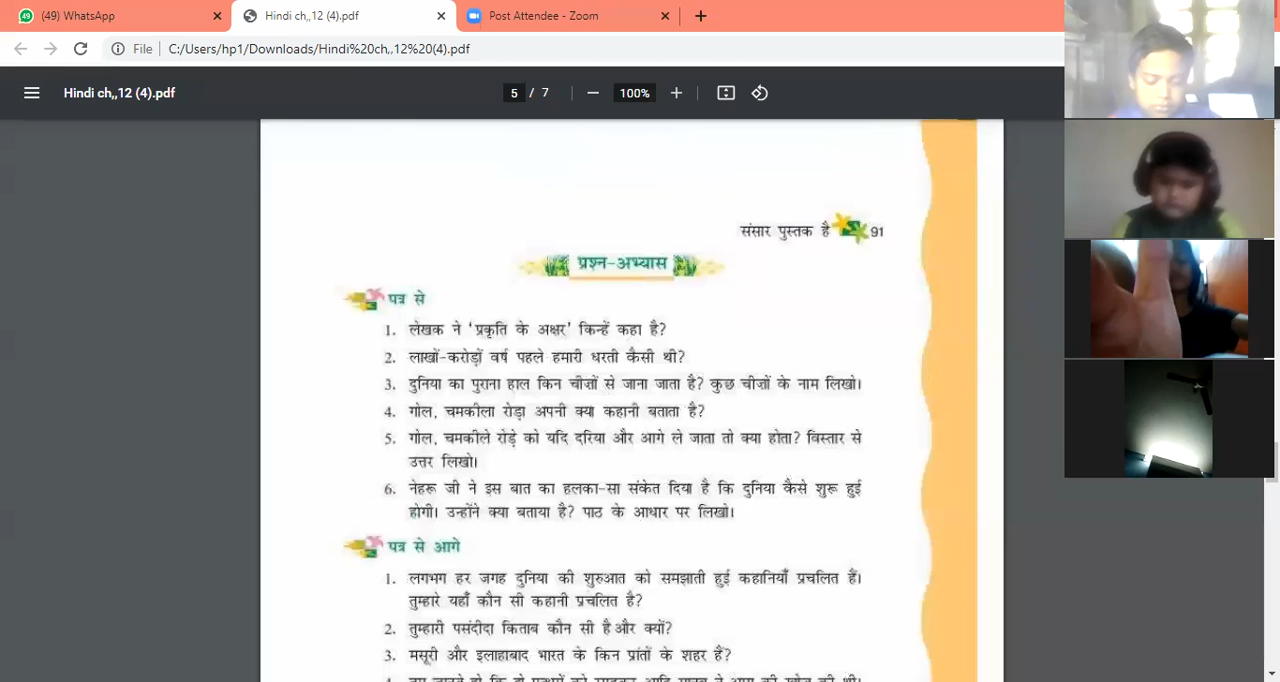 (49) WhatsApp
Hindi ch,,12 (4).pdf
Post Attendee - Zoom
File
C:/Users/hp1/Downloads/Hindi%20ch,,12%20(4).pdf
Hindi ch,,12 (4).pdf
5 / 7
100%
संसार पुस्तक है 91
प्रश्न-अभ्यास
पत्र से
1. लेखक ने 'प्रकृति के अक्षर' किन्हें कहा है?
2. लाखों-करोड़ों वर्ष पहले हमारी धरती कैसी थी?
3. दुनिया का पुराना हाल किन चीज़ों से जाना जाता है? कुछ चीज़ों के नाम लिखो।
4. गोल, चमकीला रोड़ा अपनी क्या कहानी बताता है?
5. गोल, चमकीले रोड़े को यदि दरिया और आगे ले जाता तो क्या होता? विस्तार से
उत्तर लिखो।
6. नेहरू जी ने इस बात का हलका-सा संकेत दिया है कि दुनिया कैसे शुरू हुई
होगी। उन्होंने क्या बताया है? पाठ के आधार पर लिखो।
पत्र से आगे
1. लगभग हर जगह दुनिया की शुरुआत को समझाती हुई कहानियाँ प्रचलित हैं।
तुम्हारे यहाँ कौन सी कहानी प्रचलित है?
2. तुम्हारी पसंदीदा किताब कौन सी है और क्यों?
3. मसूरी और इलाहाबाद भारत के किन प्रांतों के शहर हैं?